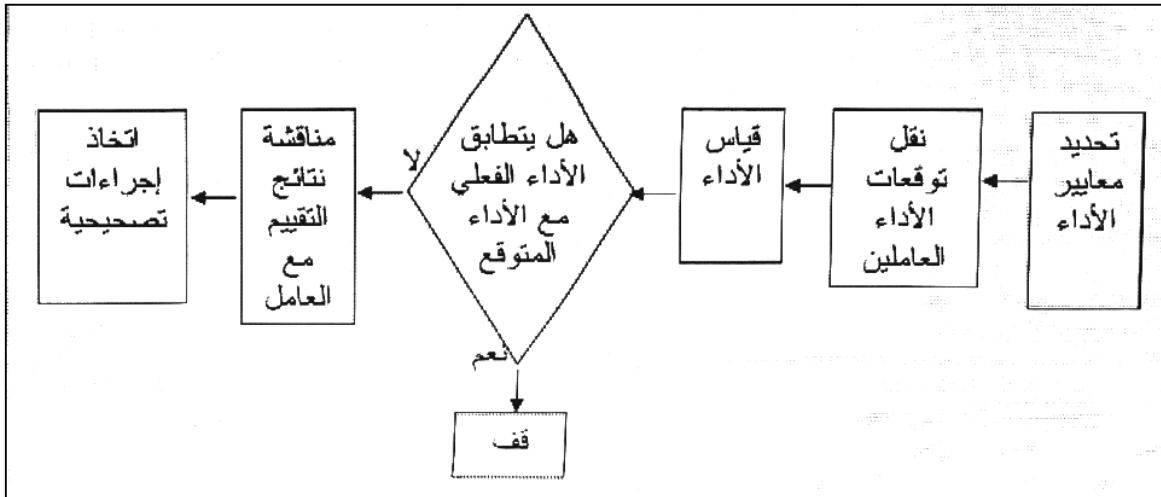 تحديد
معايير
الأداء
نقل
توقعات
الأداء
العاملين
قياس
الأداء
هل يتطابق
الأداء الفعلي
مع الأداء
المتوقع
لا
مناقشة
نتائج
التقييم
مع
العامل
اتخاذ
إجراءات
تصحيحية
نعم
قف